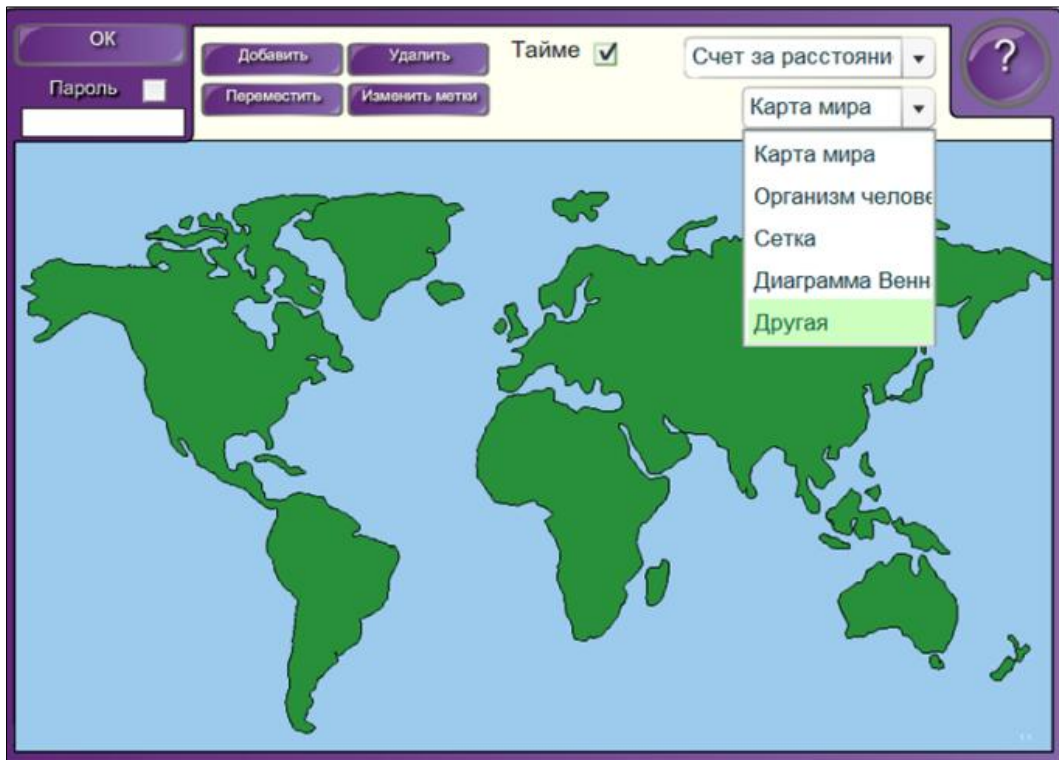 ОК
Пароль
Добавить
Удалить
Переместить
Изменить метки
Тайме
Счет за расстояни
?
Карта мира
Карта мира
Организм челове
Сетка
Диаграмма Венн
Другая